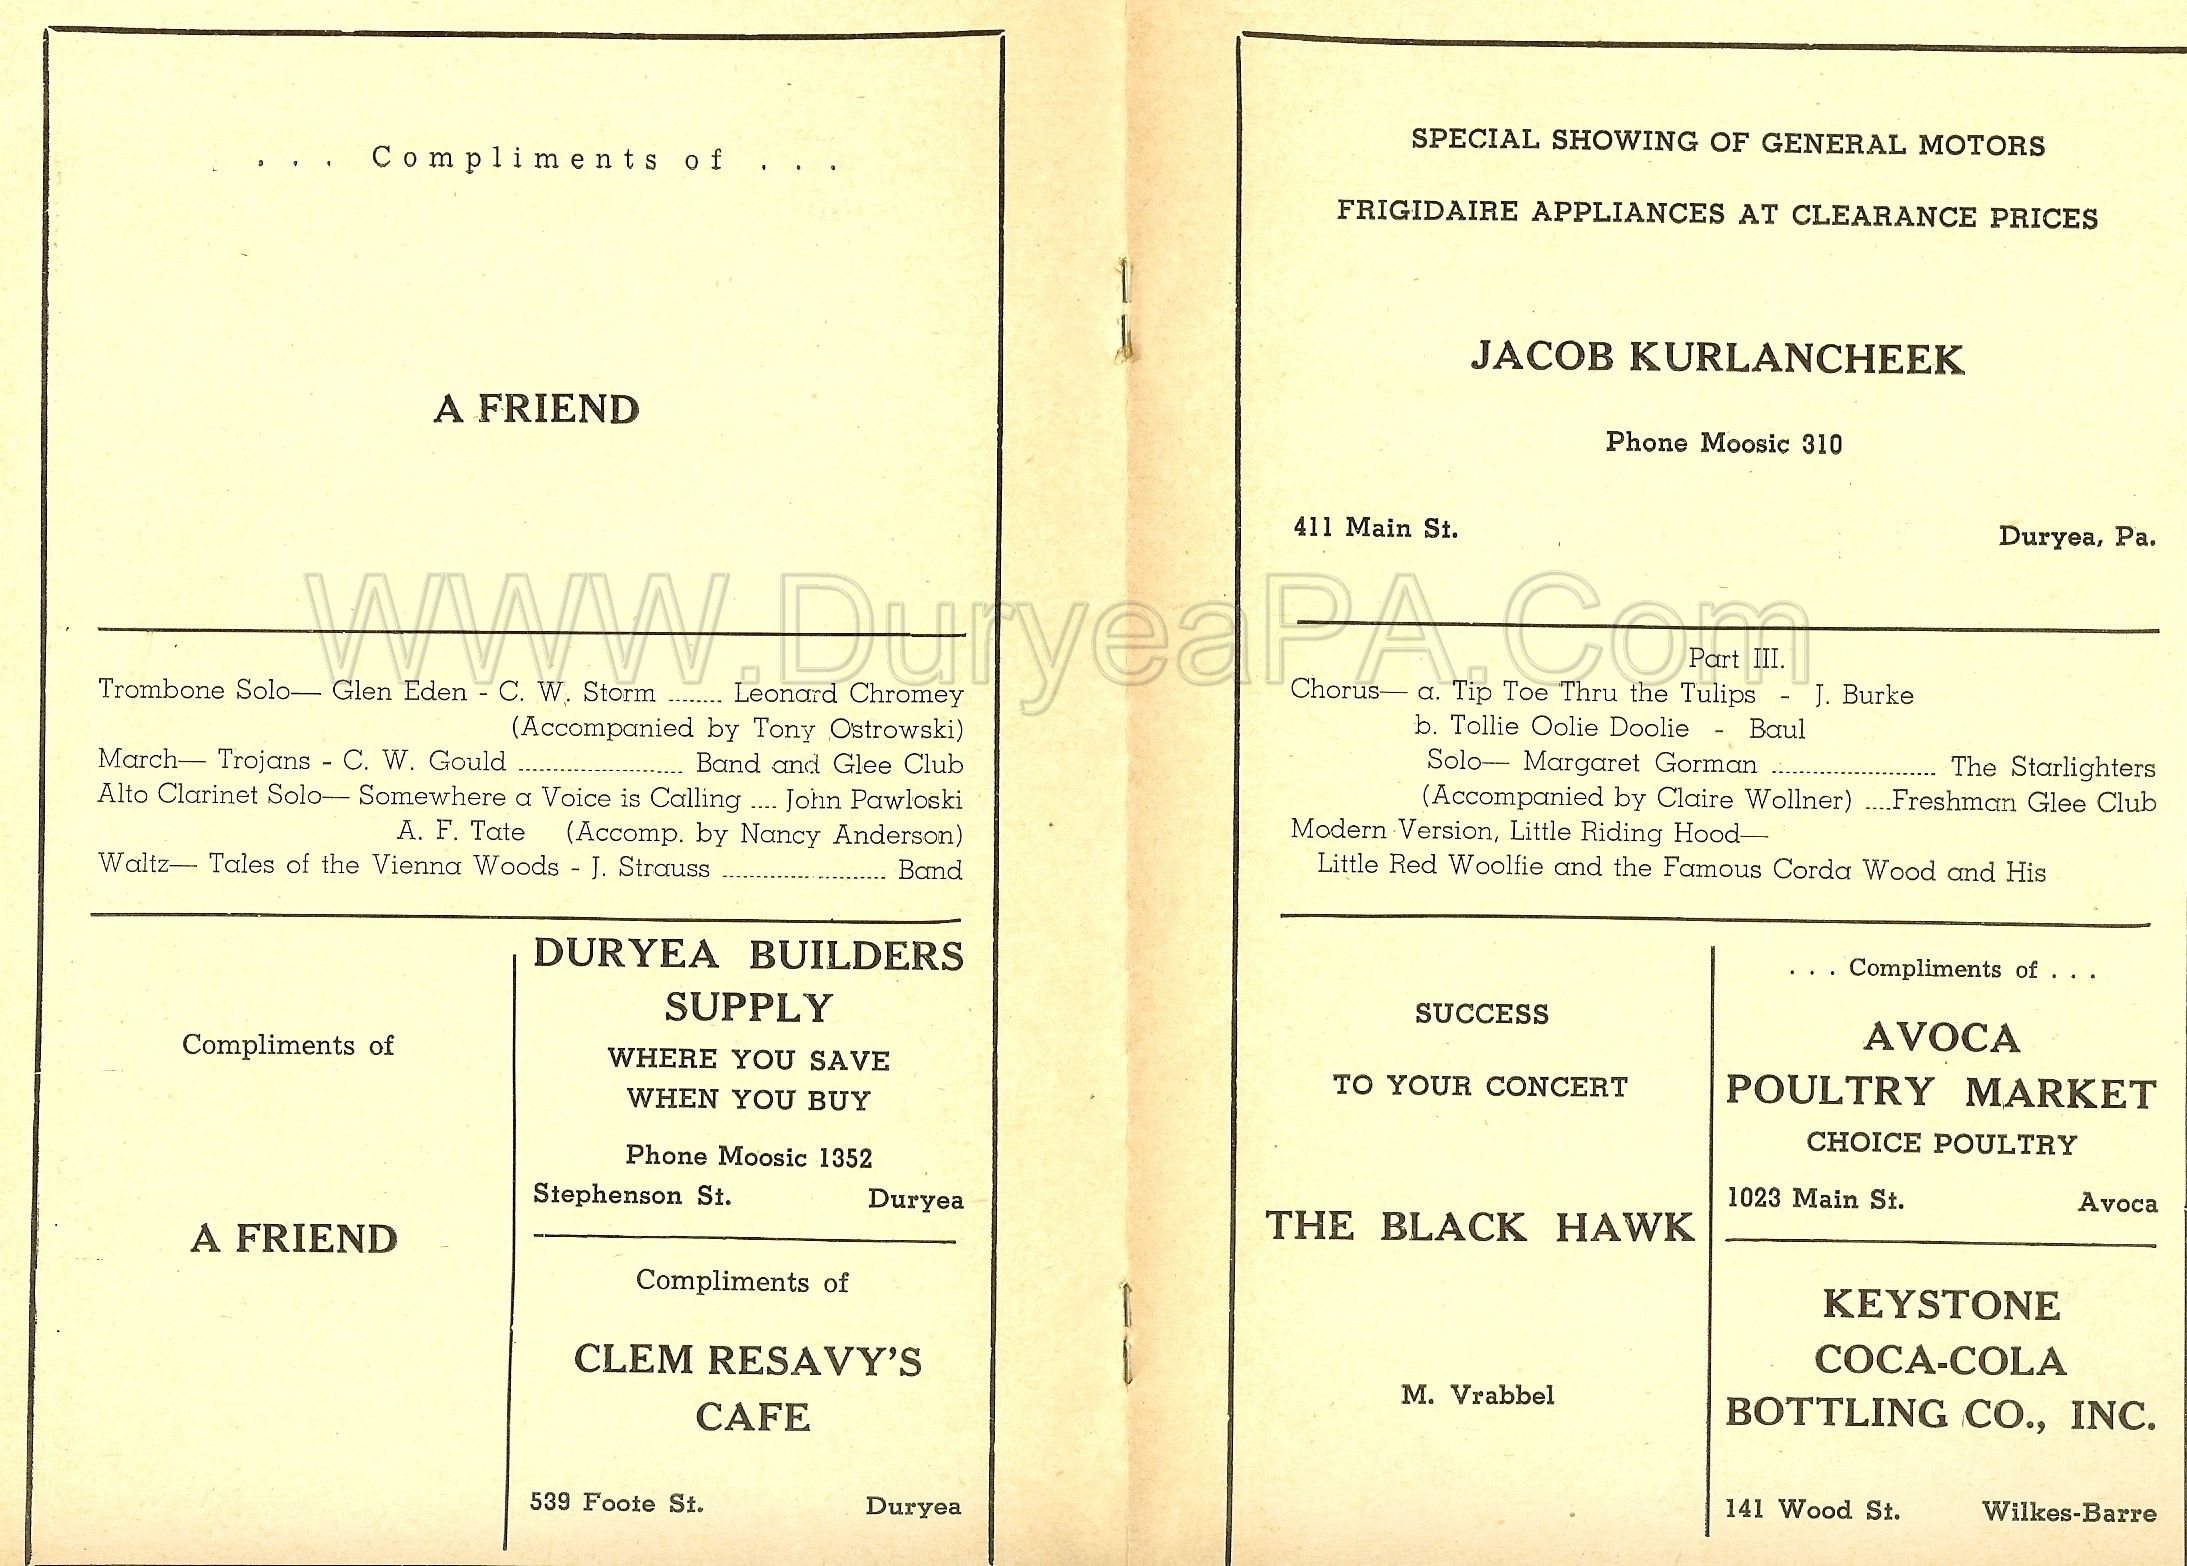 . . . Compliments of . . .
A FRIEND
Trombone Solo— Glen Eden - C. W. Storm ........ Leonard Chromey
(Accompanied by Tony Ostrowski)
March— Trojans - C. W. Gould ........................ Band and Glee Club
Alto Clarinet Solo— Somewhere a Voice is Calling .... John Pawloski
A. F. Tate (Accomp. by Nancy Anderson)
Waltz— Tales of the Vienna Woods - J. Strauss ........................ Band
Compliments of
A FRIEND
DURYEA BUILDERS
SUPPLY
WHERE YOU SAVE
WHEN YOU BUY
Phone Moosic 1352
Stephenson St. Duryea
Compliments of
CLEM RESAVY'S
CAFE
539 Foote St. Duryea
SPECIAL SHOWING OF GENERAL MOTORS
FRIGIDAIRE APPLIANCES AT CLEARANCE PRICES
JACOB KURLANCHEEK
Phone Moosic 310
411 Main St. Duryea, Pa.
Part III.
Chorus— a. Tip Toe Thru the Tulips - J. Burke
b. Tollie Oolie Doolie - Baul
Solo— Margaret Gorman ........................ The Starlighters
(Accompanied by Claire Wollner) ....Freshman Glee Club
Modern Version, Little Riding Hood—
Little Red Woolfie and the Famous Corda Wood and His
SUCCESS
TO YOUR CONCERT
THE BLACK HAWK
M. Vrabbel
. . . Compliments of . . .
AVOCA
POULTRY MARKET
CHOICE POULTRY
1023 Main St. Avoca
KEYSTONE
COCA-COLA
BOTTLING CO., INC.
141 Wood St. Wilkes-Barre
WWW.DuryeaPA.Com